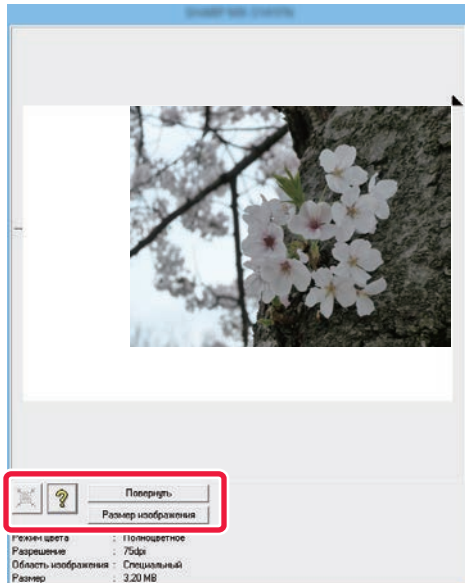 ?
Повернуть
Размер изображения
Режим цвета : Полноцветное
Разрешение : 75dpi
Область изображения : Специальный
Размер : 3.20 MB